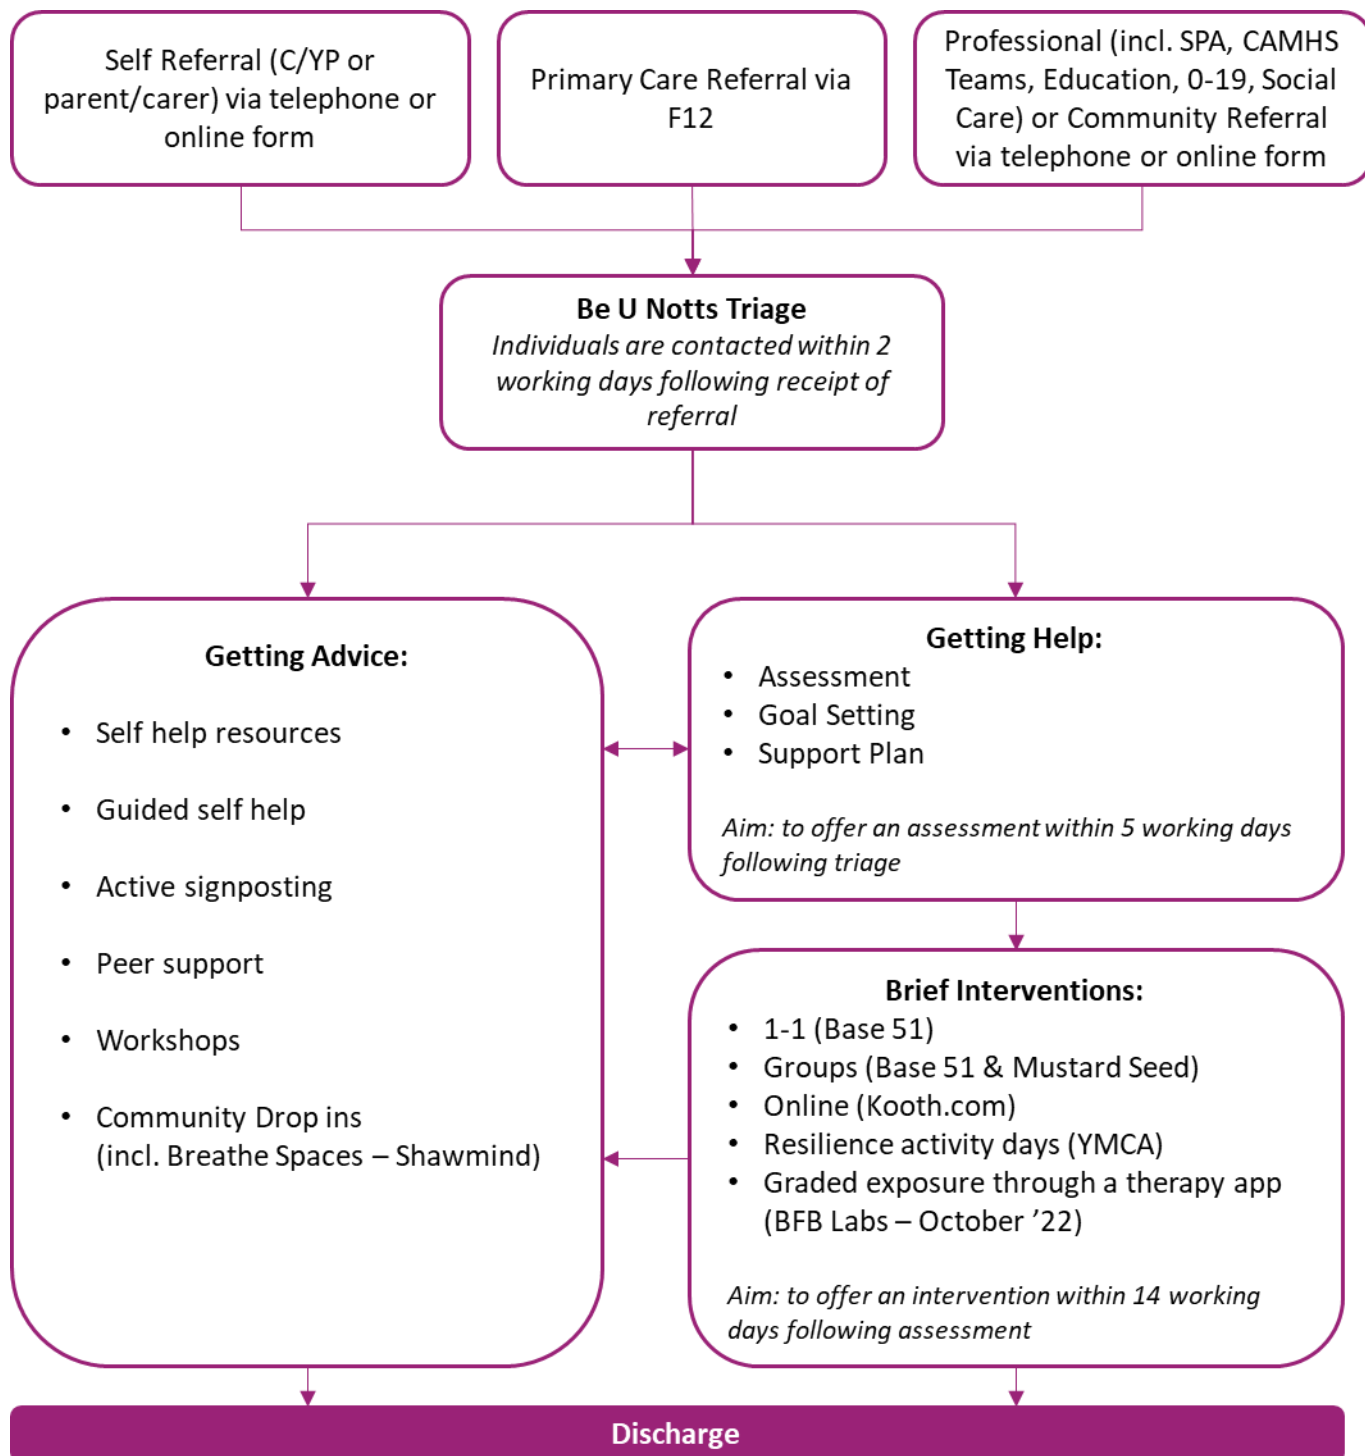 Self Referral (C/YP or
parent/carer) via telephone or
online form
Primary Care Referral via
F12
Professional (incl. SPA, CAMHS
Teams, Education, 0-19, Social
Care) or Community Referral
via telephone or online form
Be U Notts Triage
Individuals are contacted within 2
working days following receipt of
referral
Getting Advice:
• Self help resources
• Guided self help
• Active signposting
• Peer support
• Workshops
• Community Drop ins
(incl. Breathe Spaces – Shawmind)
Getting Help:
• Assessment
• Goal Setting
• Support Plan
Aim: to offer an assessment within 5 working days
following triage
Brief Interventions:
• 1-1 (Base 51)
• Groups (Base 51 & Mustard Seed)
• Online (Kooth.com)
• Resilience activity days (YMCA)
• Graded exposure through a therapy app
(BFB Labs – October ’22)
Aim: to offer an intervention within 14 working
days following assessment
Discharge